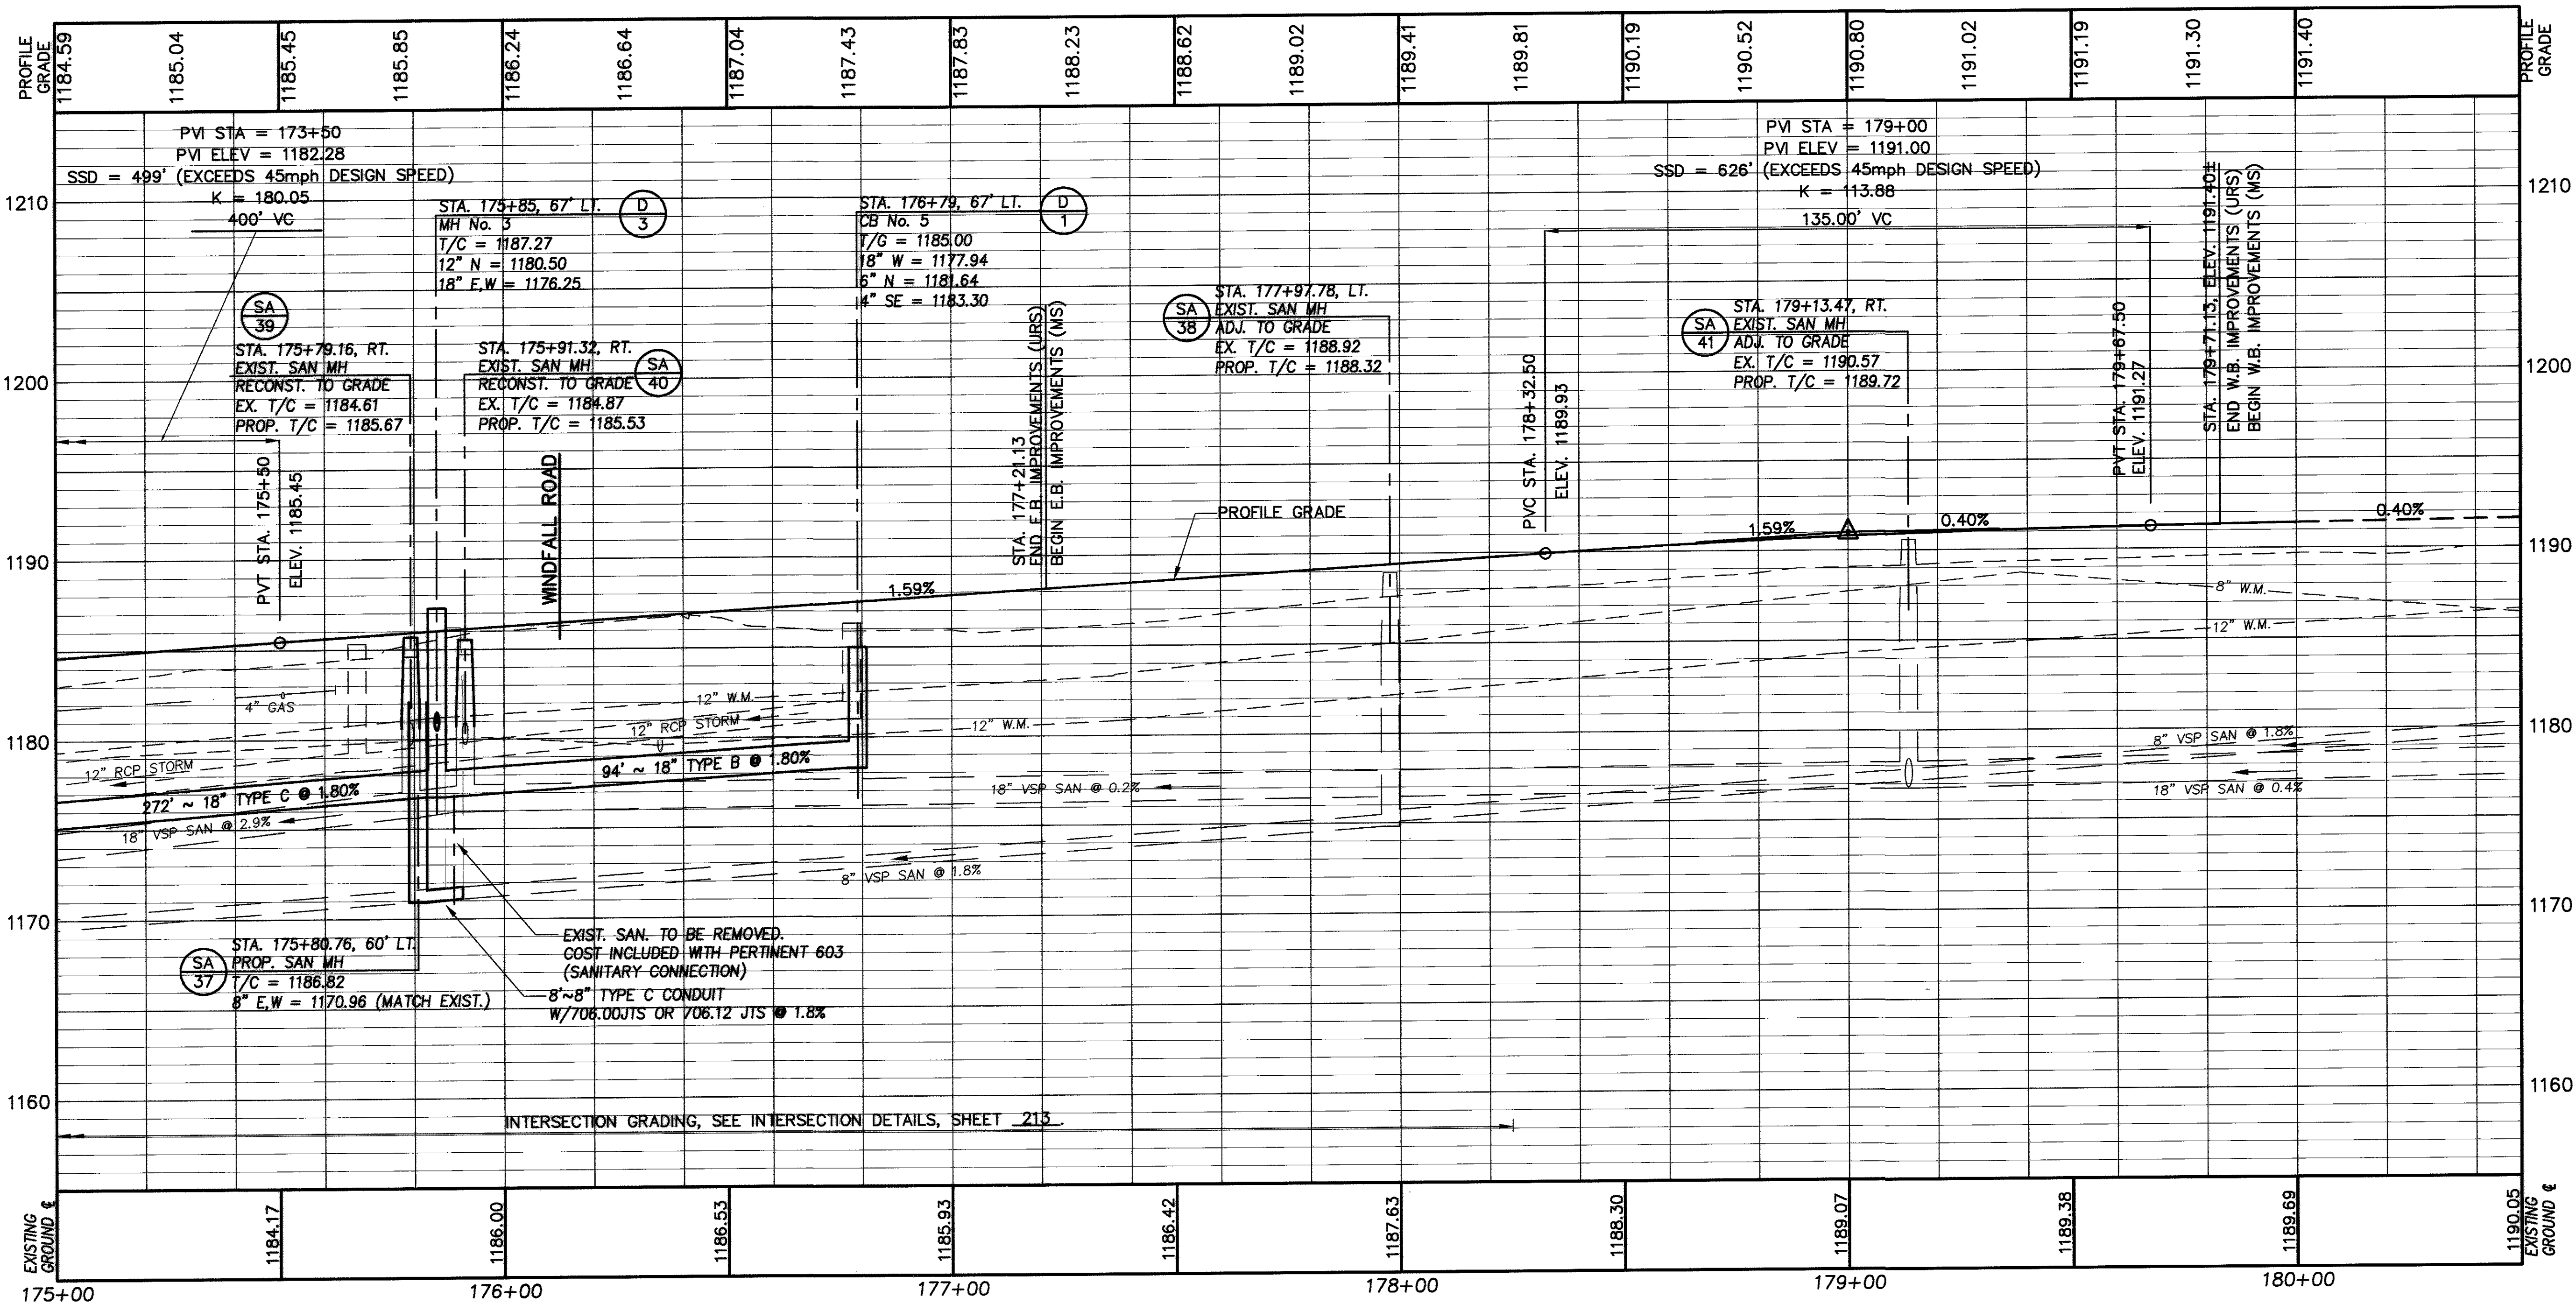 PROFILE
GRADE
1184.59
1185.04
1185.45
1185.85
1186.24
1186.64
1187.04
1187.43
1187.83
1188.23
1188.62
1189.02
1189.41
1189.81
1190.19
1190.52
1190.80
1191.02
1191.19
1191.30
1191.40
PROFILE
GRADE
PVI STA = 173+50
PVI ELEV = 1182.28
SSD = 499' (EXCEEDS 45mph DESIGN SPEED)
K = 180.05
400' VC
STA. 175+85, 67' LT.
MH No. 3
T/C = 1187.27
12" N = 1180.50
18" E,W = 1176.25
D
3
STA. 176+79, 67' LT.
CB No. 5
T/G = 1185.00
18" W = 1177.94
6" N = 1181.64
4" SE = 1183.30
D
1
PVI STA = 179+00
PVI ELEV = 1191.00
SSD = 626' (EXCEEDS 45mph DESIGN SPEED)
K = 113.88
135.00' VC
1210
1210
SA
39
STA. 175+79.16, RT.
EXIST. SAN MH
RECONST. TO GRADE
EX. T/C = 1184.61
PROP. T/C = 1185.67
STA. 175+91.32, RT.
EXIST. SAN MH
RECONST. TO GRADE
EX. T/C = 1184.87
PROP. T/C = 1185.53
SA
40
STA. 177+21.13
END E.B. IMPROVEMENTS (URS)
BEGIN E.B. IMPROVEMENTS (MS)
SA
38
STA. 177+97.78, LT.
EXIST. SAN MH
ADJ. TO GRADE
EX. T/C = 1188.92
PROP. T/C = 1188.32
PVC STA. 178+32.50
ELEV. 1189.93
SA
41
STA. 179+13.47, RT.
EXIST. SAN MH
ADJ. TO GRADE
EX. T/C = 1190.57
PROP. T/C = 1189.72
PVT STA. 179+67.50
ELEV. 1191.27
STA. 179+71.13, ELEV. 1191.40±
END W.B. IMPROVEMENTS (URS)
BEGIN W.B. IMPROVEMENTS (MS)
1200
1200
PVT STA. 175+50
ELEV. 1185.45
WINDFALL ROAD
PROFILE GRADE
1.59%
1.59%
0.40%
0.40%
1190
1190
8" W.M.
12" W.M.
4" GAS
12" W.M.
12" RCP STORM
12" W.M.
1180
1180
12" RCP STORM
8" VSP SAN @ 1.8%
94' ~ 18" TYPE B @ 1.80%
272' ~ 18" TYPE C @ 1.80%
18" VSP SAN @ 0.2%
18" VSP SAN @ 0.4%
18" VSP SAN @ 2.9%
8" VSP SAN @ 1.8%
1170
1170
SA
37
STA. 175+80.76, 60' LT.
PROP. SAN MH
T/C = 1186.82
8" E,W = 1170.96 (MATCH EXIST.)
EXIST. SAN. TO BE REMOVED.
COST INCLUDED WITH PERTINENT 603
(SANITARY CONNECTION)
8'~8" TYPE C CONDUIT
W/706.00JTS OR 706.12 JTS @ 1.8%
1160
1160
INTERSECTION GRADING, SEE INTERSECTION DETAILS, SHEET 213.
EXISTING
GROUND ℄
1184.17
1186.00
1186.53
1185.93
1186.42
1187.63
1188.30
1189.07
1189.38
1189.69
1190.05
EXISTING
GROUND ℄
175+00
176+00
177+00
178+00
179+00
180+00